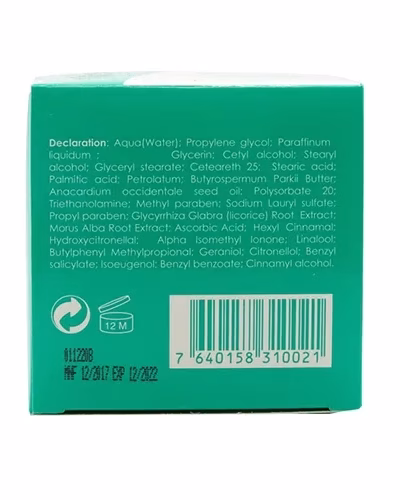 Declaration: Aqua(Water); Propylene glycol; Paraffinum
liquidum : Glycerin; Cetyl alcohol; Stearyl
alcohol; Glyceryl stearate; Ceteareth 25; Stearic acid;
Palmitic acid; Petrolatum; Butyrospermum Parkii Butter;
Anacardium occidentale seed oil; Polysorbate 20;
Triethanolamine; Methyl paraben; Sodium Lauryl sulfate;
Propyl paraben; Glycyrrhiza Glabra (licorice) Root Extract;
Morus Alba Root Extract; Ascorbic Acid; Hexyl Cinnamal;
Hydroxycitronellal; Alpha Isomethyl Ionone; Linalool;
Butylphenyl Methylpropional; Geraniol; Citronellol; Benzyl
salicylate; Isoeugenol; Benzyl benzoate; Cinnamyl alcohol.
12 M
0112208
MNF 12/2017 EXP 12/2022
7 640158 310021